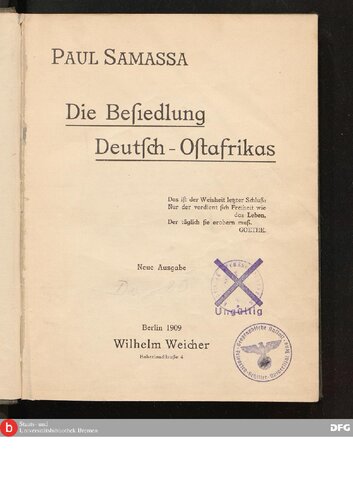 PAUL SAMASSA
Die Beſiedlung
Deutſch-Oſtafrikas
Das iſt der Weisheit letzter Schluß:
Nur der verdient ſich Freiheit wie
das Leben,
Der täglich ſie erobern muß.
GOETHE.
Neue Ausgabe
Ungültig
Berlin 1909
Wilhelm Weicher
Haberlandſtraße 4
b
Staats- und
Universitätsbibliothek Bremen
DFG